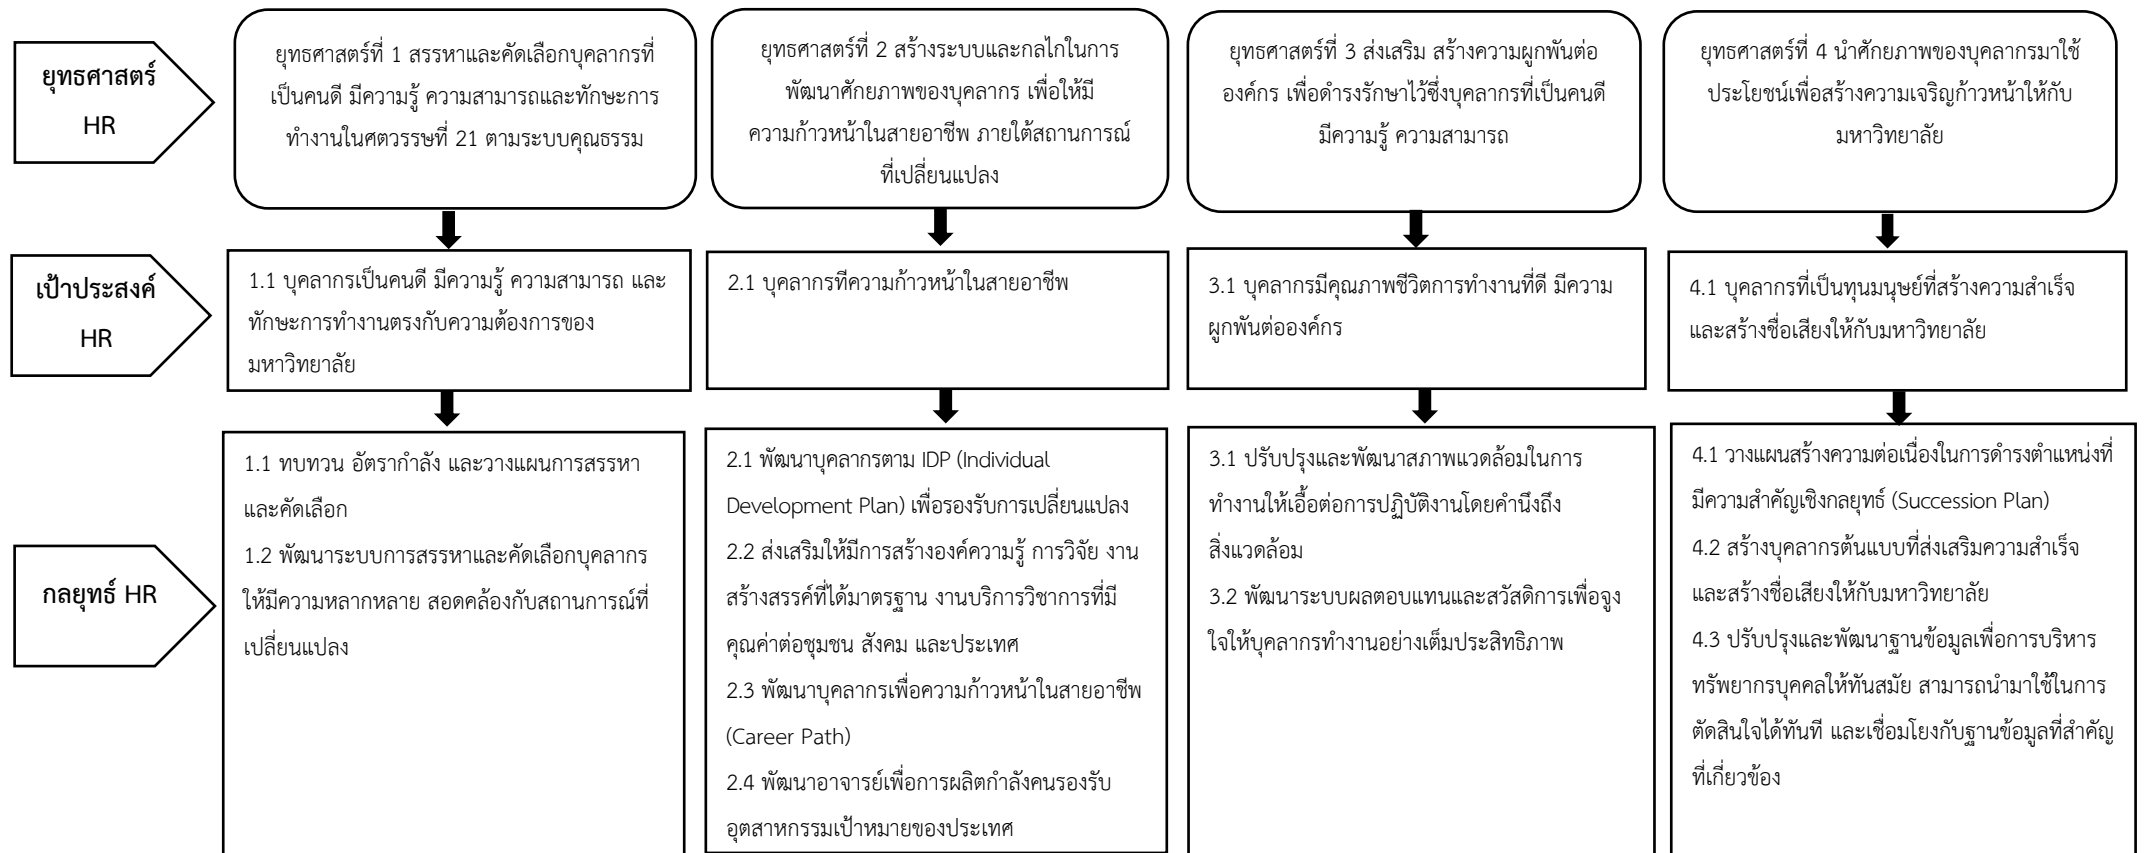 ยุทธศาสตร์
HR
ยุทธศาสตร์ที่ 1 สรรหาและคัดเลือกบุคลากรที่
เป็นคนดี มีความรู้ ความสามารถและทักษะการ
ทำงานในศตวรรษที่ 21 ตามระบบคุณธรรม
ยุทธศาสตร์ที่ 2 สร้างระบบและกลไกในการ
พัฒนาศักยภาพของบุคลากร เพื่อให้มี
ความก้าวหน้าในสายอาชีพ ภายใต้สถานการณ์
ที่เปลี่ยนแปลง
ยุทธศาสตร์ที่ 3 ส่งเสริม สร้างความผูกพันต่อ
องค์กร เพื่อดำรงรักษาไว้ซึ่งบุคลากรที่เป็นคนดี
มีความรู้ ความสามารถ
ยุทธศาสตร์ที่ 4 นำศักยภาพของบุคลากรมาใช้
ประโยชน์เพื่อสร้างความเจริญก้าวหน้าให้กับ
มหาวิทยาลัย
เป้าประสงค์
HR
1.1 บุคลากรเป็นคนดี มีความรู้ ความสามารถ และ
ทักษะการทำงานตรงกับความต้องการของ
มหาวิทยาลัย
2.1 บุคลากรทีความก้าวหน้าในสายอาชีพ
3.1 บุคลากรมีคุณภาพชีวิตการทำงานที่ดี มีความ
ผูกพันต่อองค์กร
4.1 บุคลากรที่เป็นทุนมนุษย์ที่สร้างความสำเร็จ
และสร้างชื่อเสียงให้กับมหาวิทยาลัย
กลยุทธ์ HR
1.1 ทบทวน อัตรากำลัง และวางแผนการสรรหา
และคัดเลือก
1.2 พัฒนาระบบการสรรหาและคัดเลือกบุคลากร
ให้มีความหลากหลาย สอดคล้องกับสถานการณ์ที่
เปลี่ยนแปลง
2.1 พัฒนาบุคลากรตาม IDP (Individual
Development Plan) เพื่อรองรับการเปลี่ยนแปลง
2.2 ส่งเสริมให้มีการสร้างองค์ความรู้ การวิจัย งาน
สร้างสรรค์ที่ได้มาตรฐาน งานบริการวิชาการที่มี
คุณค่าต่อชุมชน สังคม และประเทศ
2.3 พัฒนาบุคลากรเพื่อความก้าวหน้าในสายอาชีพ
(Career Path)
2.4 พัฒนาอาจารย์เพื่อการผลิตกำลังคนรองรับ
อุตสาหกรรมเป้าหมายของประเทศ
3.1 ปรับปรุงและพัฒนาสภาพแวดล้อมในการ
ทำงานให้เอื้อต่อการปฏิบัติงานโดยคำนึงถึง
สิ่งแวดล้อม
3.2 พัฒนาระบบผลตอบแทนและสวัสดิการเพื่อจูง
ใจให้บุคลากรทำงานอย่างเต็มประสิทธิภาพ
4.1 วางแผนสร้างความต่อเนื่องในการดำรงตำแหน่งที่
มีความสำคัญเชิงกลยุทธ์ (Succession Plan)
4.2 สร้างบุคลากรต้นแบบที่ส่งเสริมความสำเร็จ
และสร้างชื่อเสียงให้กับมหาวิทยาลัย
4.3 ปรับปรุงและพัฒนาฐานข้อมูลเพื่อการบริหาร
ทรัพยากรบุคคลให้ทันสมัย สามารถนำมาใช้ในการ
ตัดสินใจได้ทันที และเชื่อมโยงกับฐานข้อมูลที่สำคัญ
ที่เกี่ยวข้อง